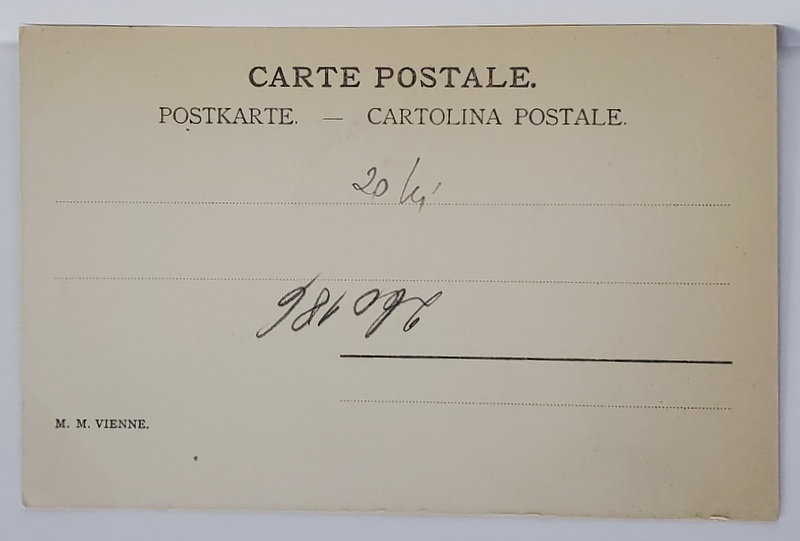 CARTE POSTALE.
POSTKARTE. — CARTOLINA POSTALE.
20
M. M. VIENNE.